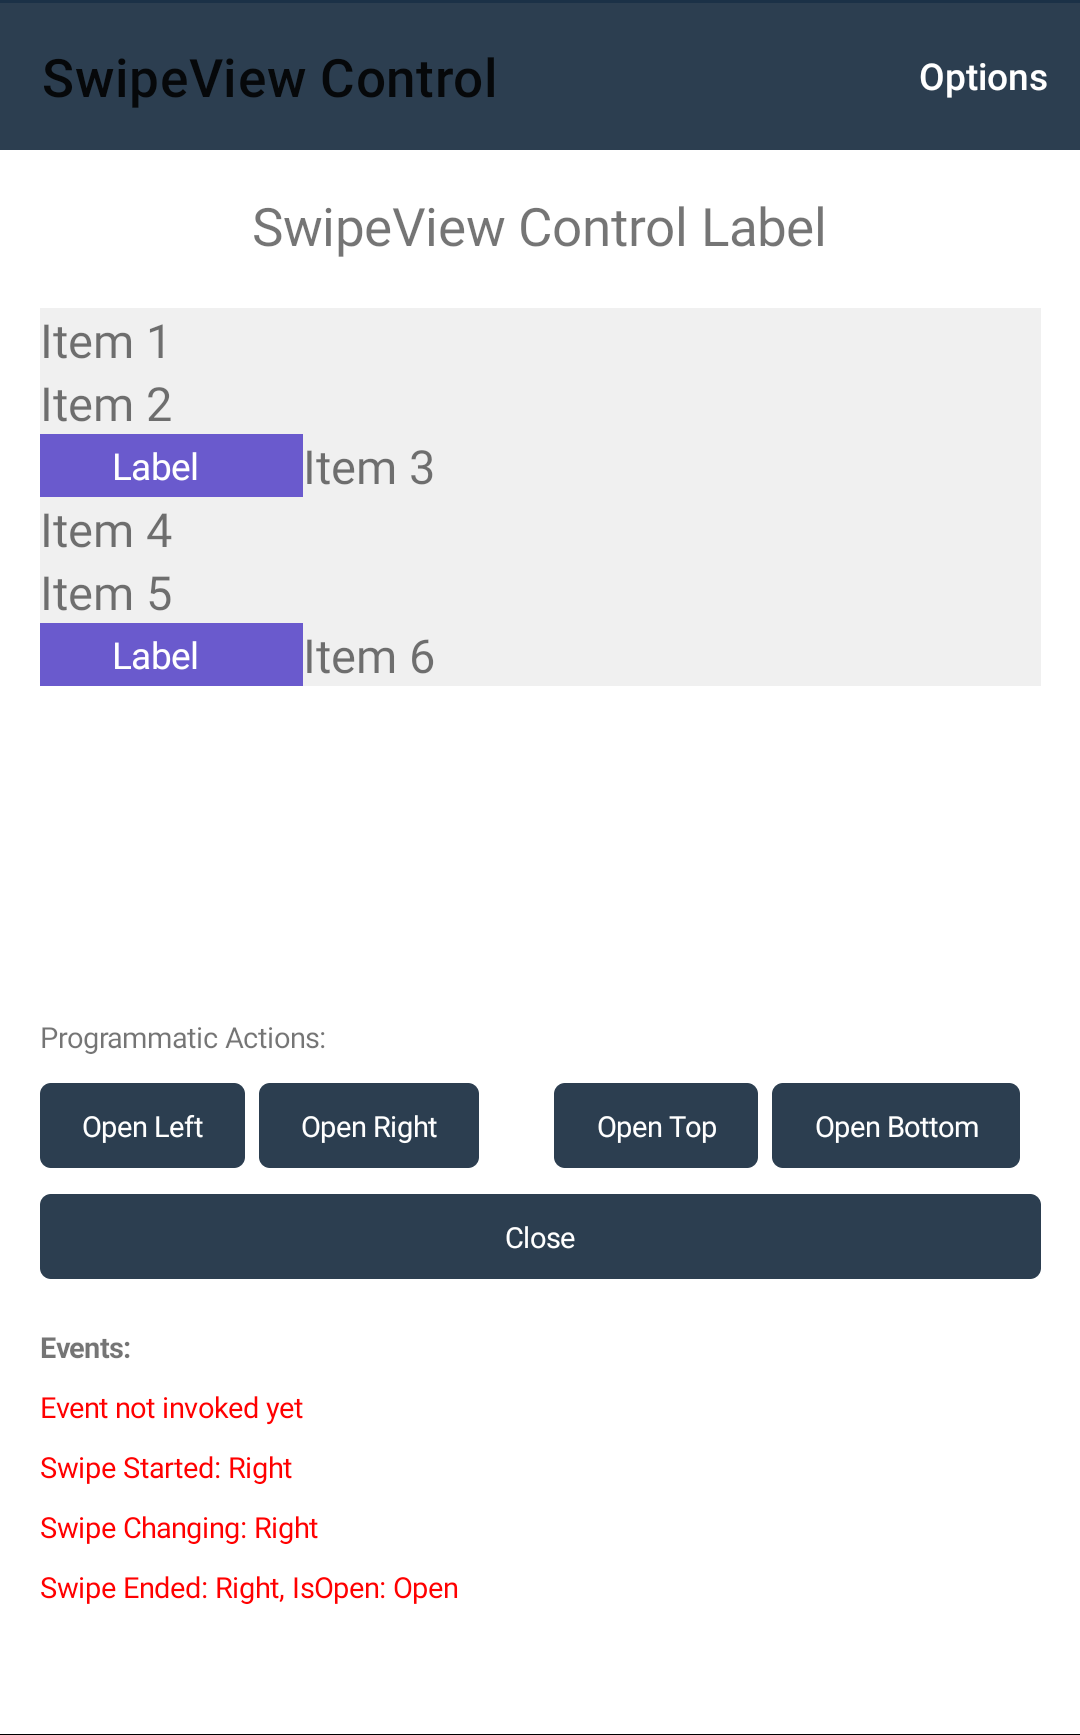 SwipeView Control
Options
SwipeView Control Label
Item 1
Item 2
Label Item 3
Item 4
Item 5
Label Item 6
Programmatic Actions:
Open Left Open Right Open Top Open Bottom
Close
Events:
Event not invoked yet
Swipe Started: Right
Swipe Changing: Right
Swipe Ended: Right, IsOpen: Open